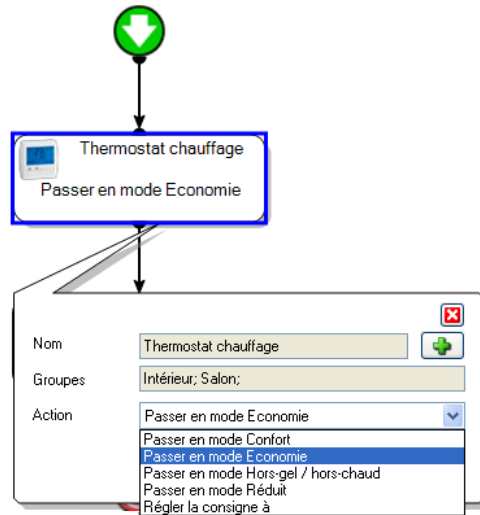 Thermostat chauffage
Passer en mode Economie
Nom
Thermostat chauffage
Groupes
Intérieur; Salon;
Action
Passer en mode Economie
Passer en mode Confort
Passer en mode Economie
Passer en mode Hors-gel / hors-chaud
Passer en mode Réduit
Régler la consigne à